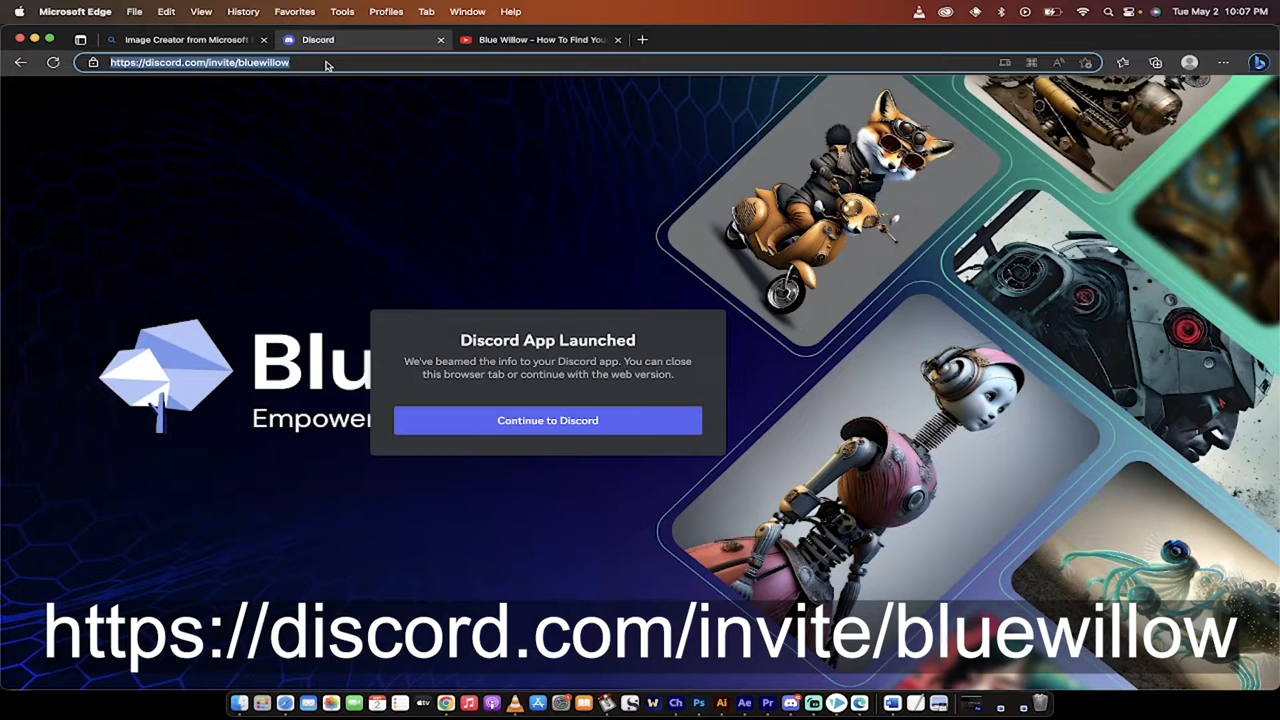 Microsoft Edge File Edit View History Favorites Tools Profiles Tab Window Help Tue May 2 10:07 PM
Image Creator from Microsoft Discord Blue Willow – How To Find You
https://discord.com/invite/bluewillow
Discord App Launched
We've beamed the info to your Discord app. You can close
this browser tab or continue with the web version.
Continue to Discord
Blu
Empower
https://discord.com/invite/bluewillow